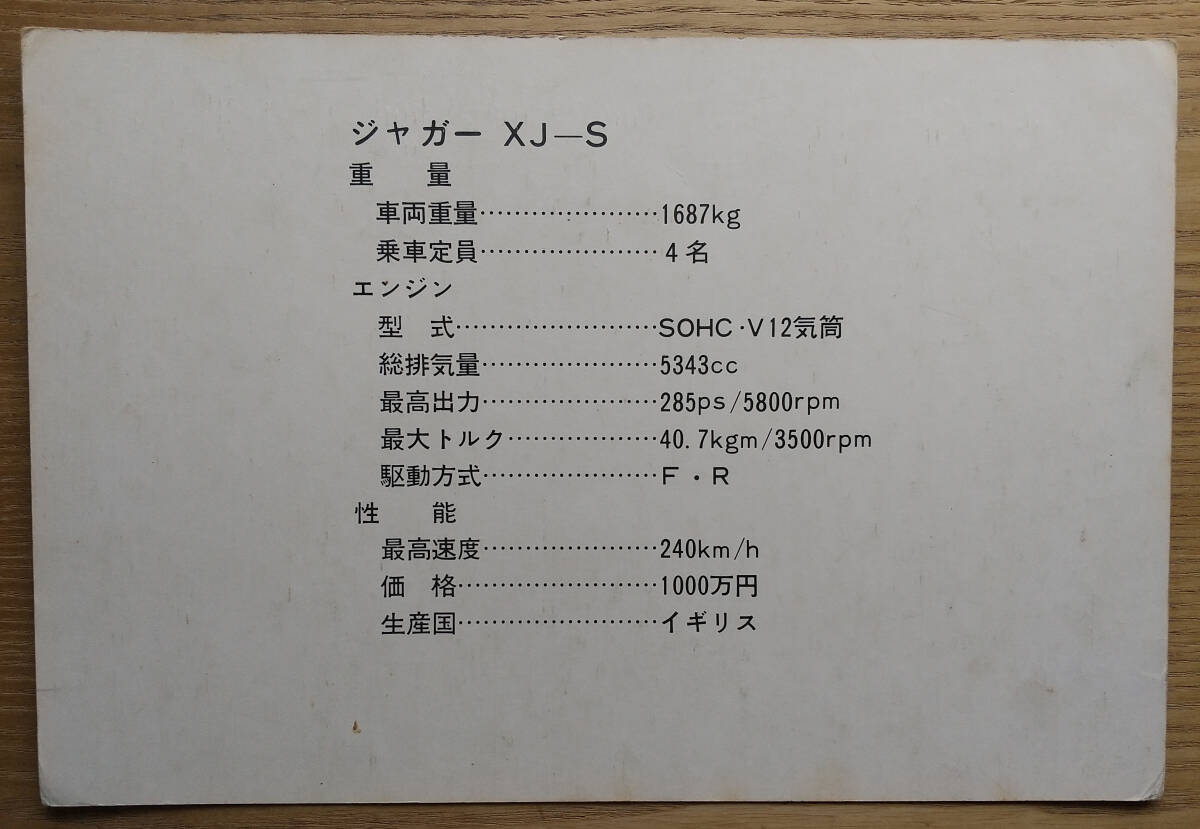 ジャガー XJ—S
重　量
車両重量…………………1687kg
乗車定員…………………4名
エンジン
型　式……………………SOHC・V12気筒
総排気量…………………5343cc
最高出力…………………285ps/5800rpm
最大トルク………………40.7kgm/3500rpm
駆動方式…………………F・R
性　能
最高速度…………………240km/h
価　格……………………1000万円
生産国……………………イギリス